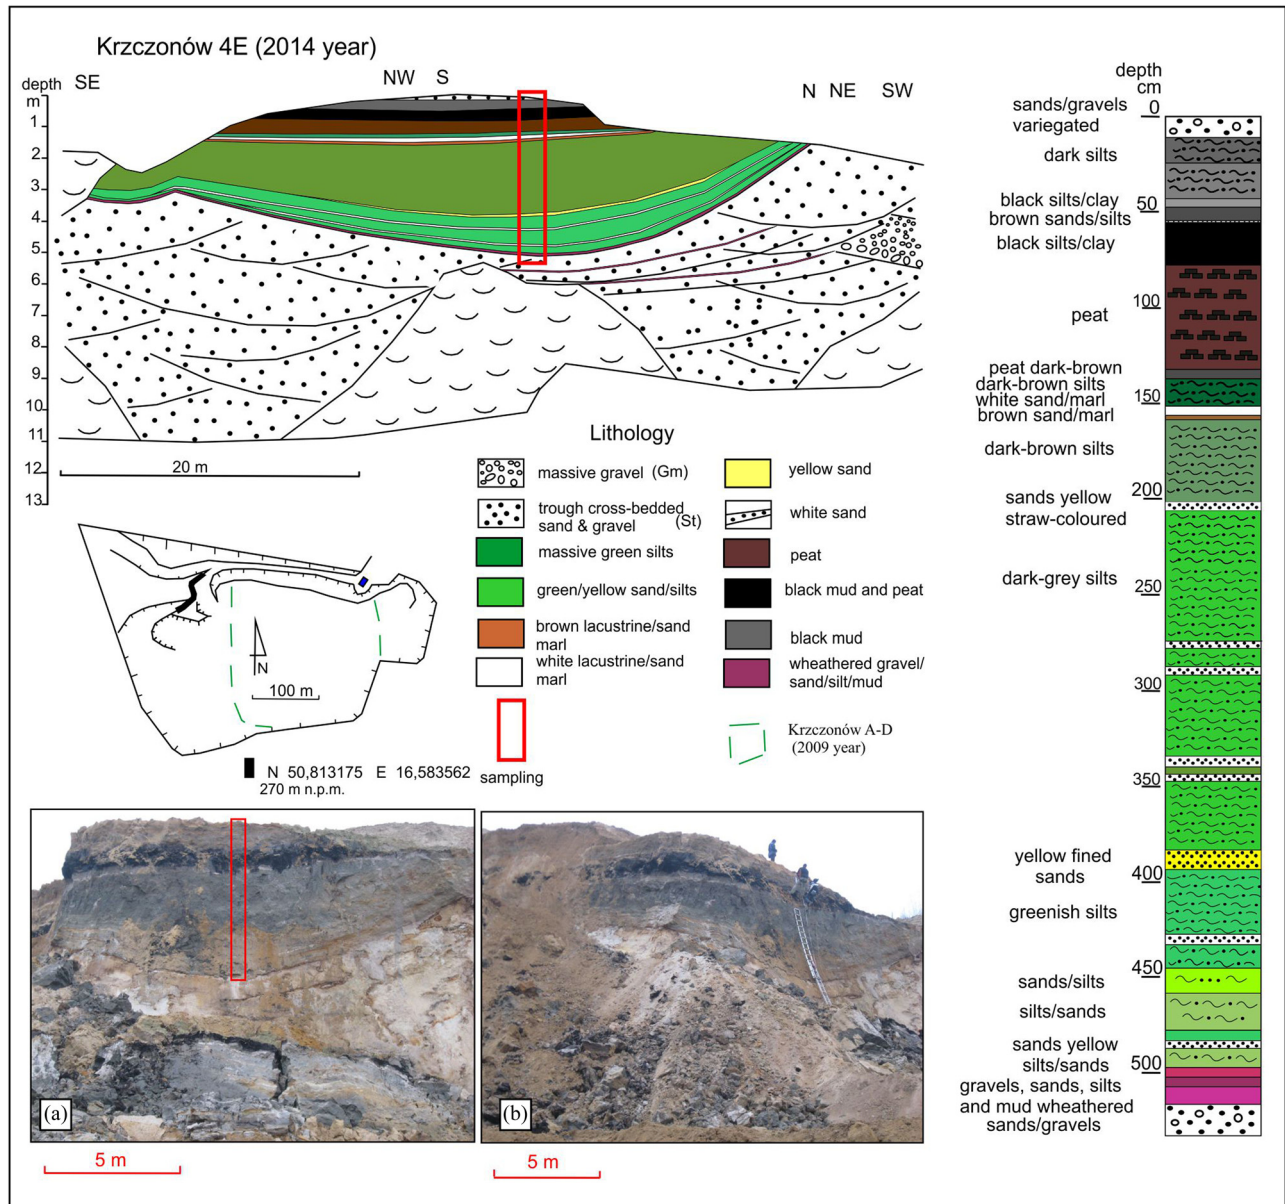 Krzczonów 4E (2014 year)
depth
m
SE
NW
S
N
NE
SW
1
2
3
4
5
6
7
8
9
10
11
12
13
20 m
Lithology
massive gravel (Gm)
trough cross-bedded
sand & gravel (St)
massive green silts
green/yellow sand/silts
brown lacustrine/sand
marl
white lacustrine/sand
marl
sampling
yellow sand
white sand
peat
black mud and peat
black mud
wheathered gravel/
sand/silt/mud
Krzczonów A-D
(2009 year)
N
100 m
N 50,813175 E 16,583562
270 m n.p.m.
(a)
5 m
(b)
5 m
depth
cm
sands/gravels
variegated
0
dark silts
black silts/clay
50
brown sands/silts
black silts/clay
100
peat
peat dark-brown
dark-brown silts
white sand/marl
150
brown sand/marl
dark-brown silts
sands yellow
200
straw-coloured
dark-grey silts
250
300
350
yellow fined
sands
400
greenish silts
450
sands/silts
silts/sands
sands yellow
silts/sands
500
gravels, sands, silts
and mud wheathered
sands/gravels